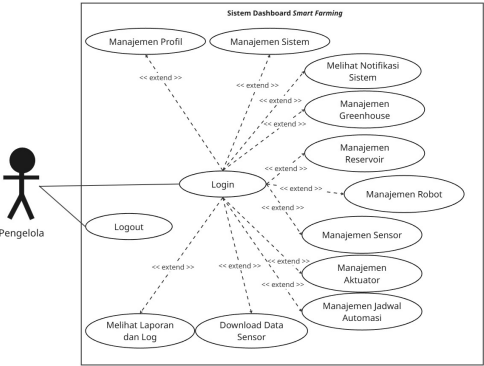 Sistem Dashboard Smart Farming
Manajemen Profil
Manajemen Sistem
<< extend >>
Melihat Notifikasi
Sistem
<< extend >>
<< extend >>
Manajemen
Greenhouse
<< extend >>
Manajemen
Reservoir
<< extend >>
Login
<< extend >>
Manajemen Robot
<< extend >>
Pengelola
Logout
Manajemen Sensor
<< extend >>
<< extend >>
<< extend >>
Manajemen
Aktuator
<< extend >>
Manajemen Jadwal
Automasi
Melihat Laporan
dan Log
Download Data
Sensor